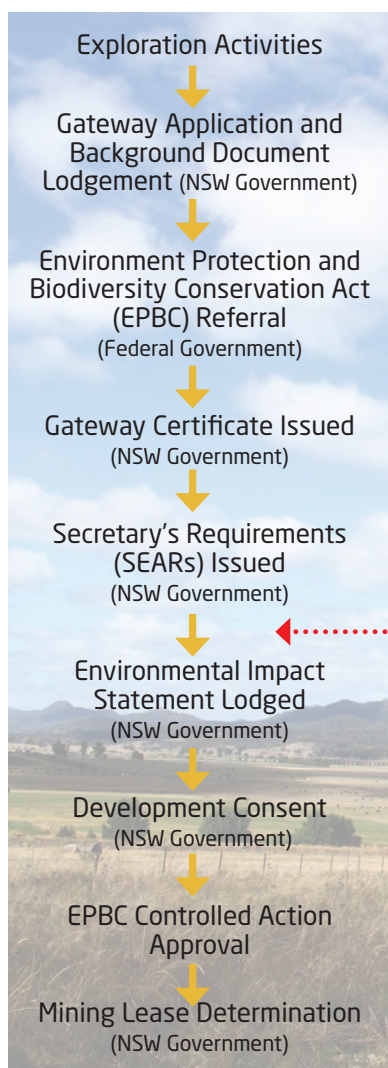 Exploration Activities
Gateway Application and
Background Document
Lodgement (NSW Government)
Environment Protection and
Biodiversity Conservation Act
(EPBC) Referral
(Federal Government)
Gateway Certificate Issued
(NSW Government)
Secretary's Requirements
(SEARs) Issued
(NSW Government)
Environmental Impact
Statement Lodged
(NSW Government)
Development Consent
(NSW Government)
EPBC Controlled Action
Approval
Mining Lease Determination
(NSW Government)